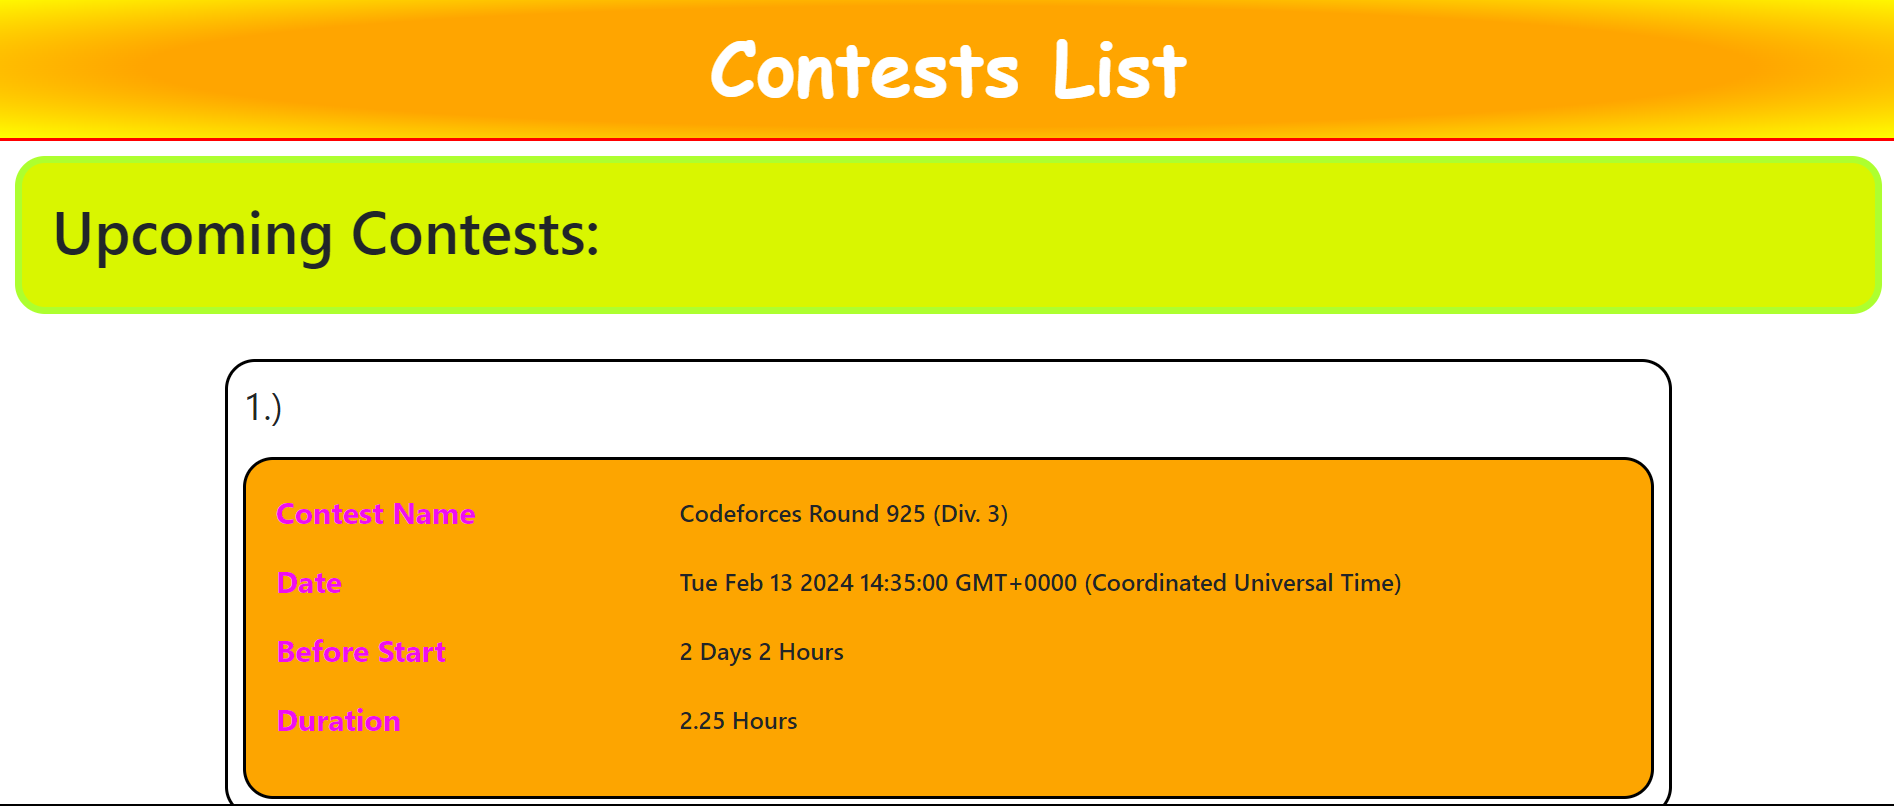 Contests List
Upcoming Contests:
1.)
Contest Name Codeforces Round 925 (Div. 3)
Date Tue Feb 13 2024 14:35:00 GMT+0000 (Coordinated Universal Time)
Before Start 2 Days 2 Hours
Duration 2.25 Hours